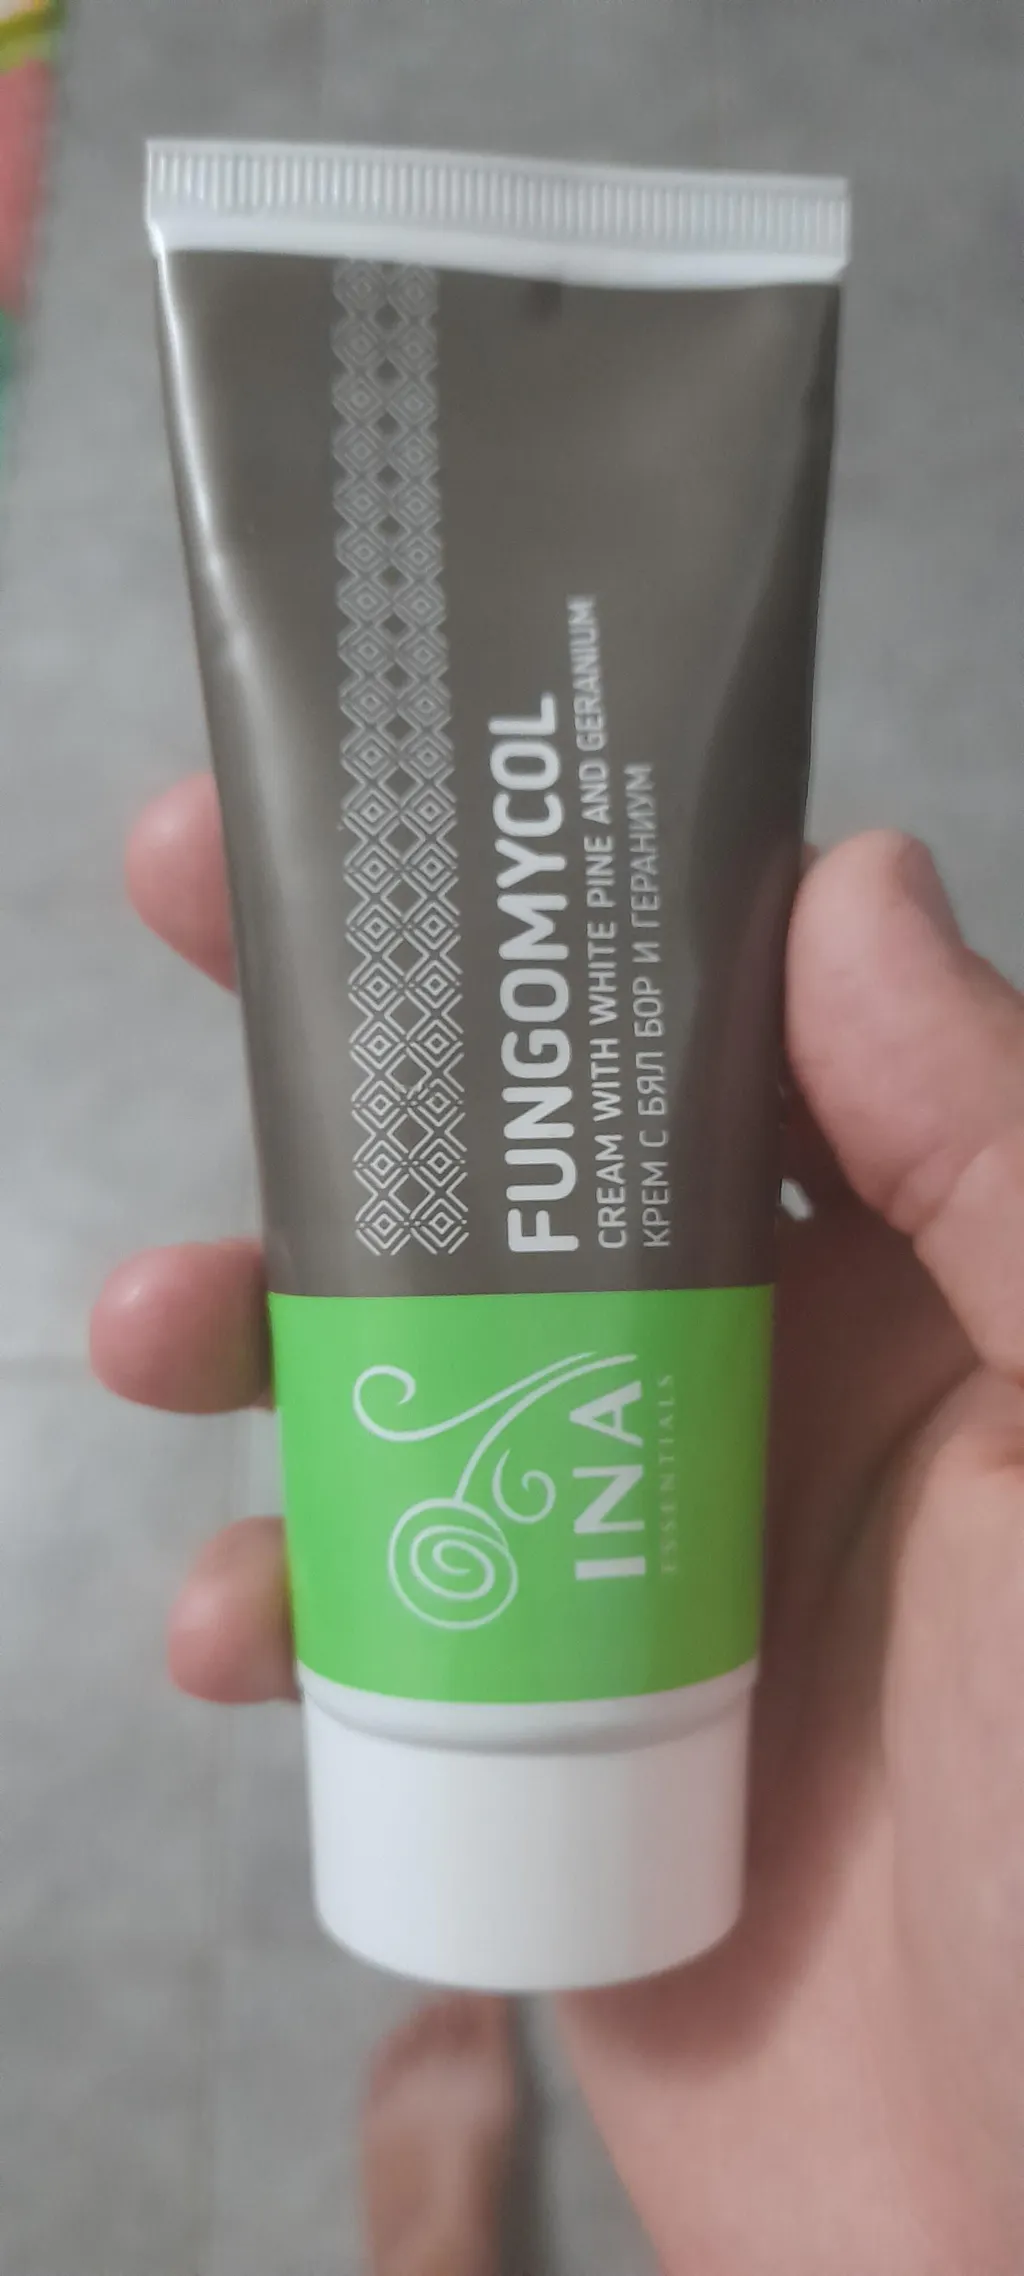 FUNGOMYCOL
CREAM WITH WHITE PINE AND GERANIUM
КРЕМ С БЯЛ БОР И ГЕРАНИУМ
INA
ESSENTIALS